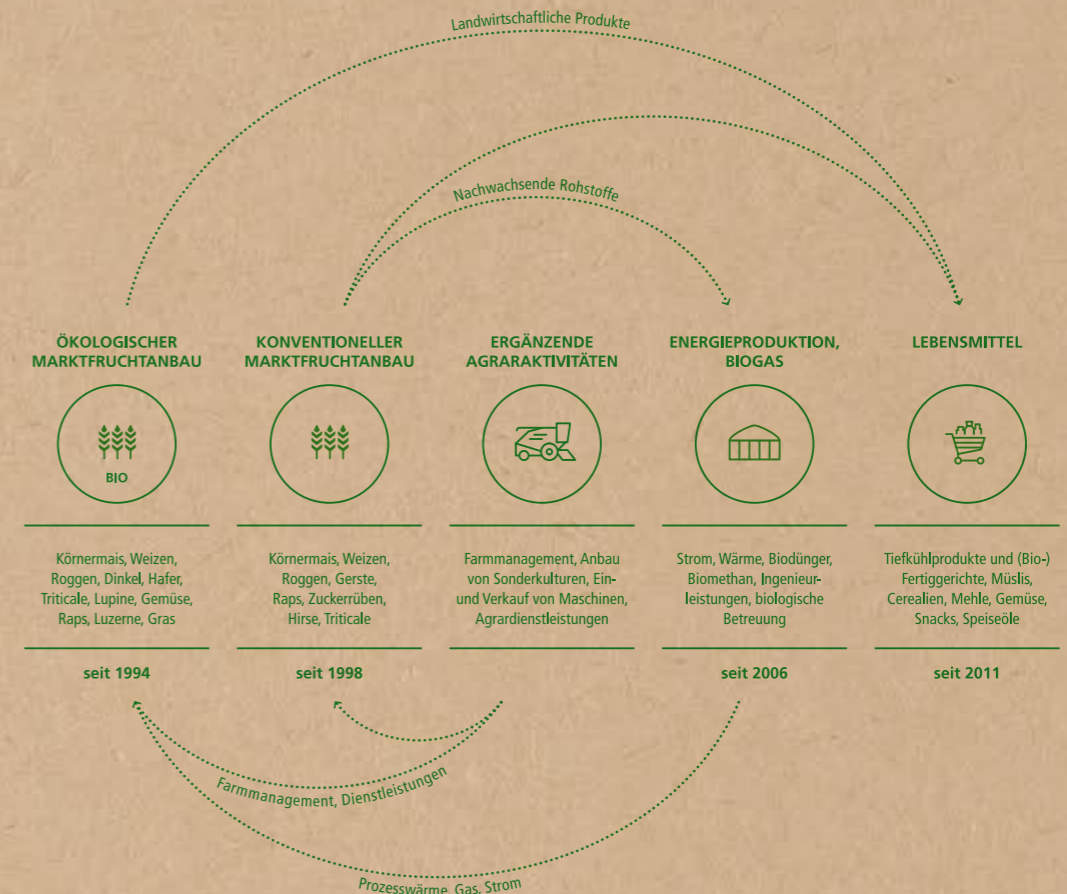 Landwirtschaftliche Produkte
Nachwachsende Rohstoffe
ÖKOLOGISCHER
MARKTFRUCHTANBAU
BIO
Körnermais, Weizen,
Roggen, Dinkel, Hafer,
Triticale, Lupine, Gemüse,
Raps, Luzerne, Gras
seit 1994
KONVENTIONELLER
MARKTFRUCHTANBAU
Körnermais, Weizen,
Roggen, Gerste,
Raps, Zuckerrüben,
Hirse, Triticale
seit 1998
ERGÄNZENDE
AGRARAKTIVITÄTEN
Farmmanagement, Anbau
von Sonderkulturen, Ein-
und Verkauf von Maschinen,
Agrardienstleistungen
ENERGIEPRODUKTION,
BIOGAS
Strom, Wärme, Biodünger,
Biomethan, Ingenieur-
leistungen, biologische
Betreuung
seit 2006
LEBENSMITTEL
Tiefkühlprodukte und (Bio-)
Fertiggerichte, Müslis,
Cerealien, Mehle, Gemüse,
Snacks, Speiseöle
seit 2011
Farmmanagement, Dienstleistungen
Prozesswärme, Gas, Strom